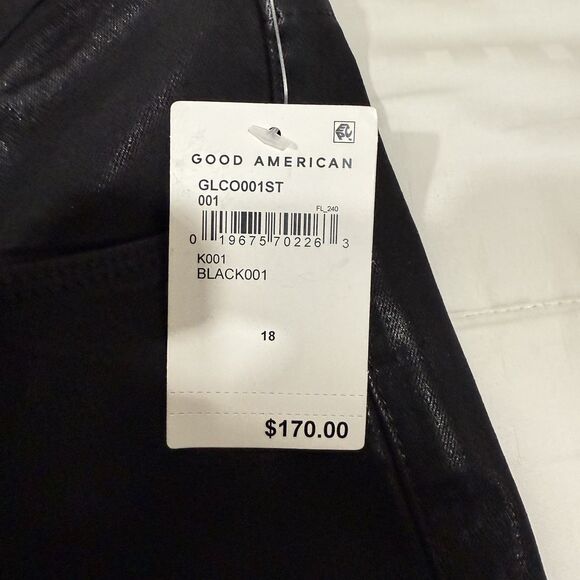 GOOD AMERICAN
GLCO001ST
001
FL_240
0 19675 70226 3
K001
BLACK001
18
$170.00